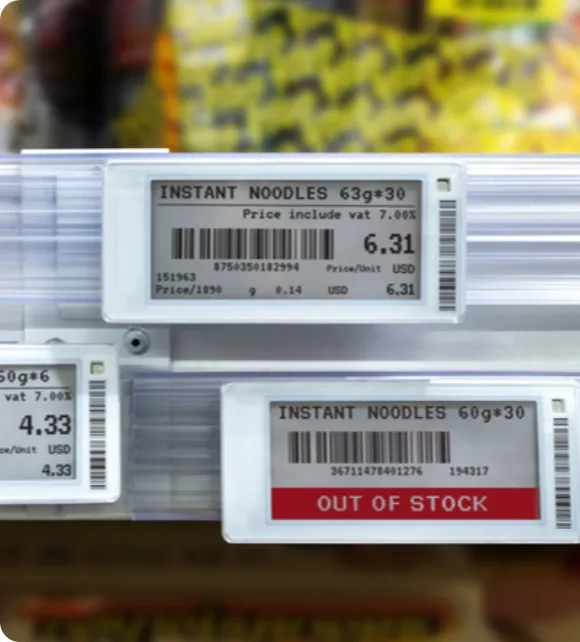 INSTANT NOODLES 63g*30
Price include vat 7.00%
6.31
8750350182994 Price/Unit USD
151963
Price/1890 g 0.14 USD 6.31
60g*6
vat 7.00%
4.33
ce/Unit USD
4.33
INSTANT NOODLES 60g*30
36711478401276 194317
OUT OF STOCK